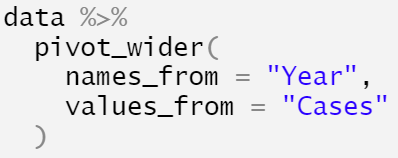 data %>%
  pivot_wider(
    names_from = "Year",
    values_from = "Cases"
  )